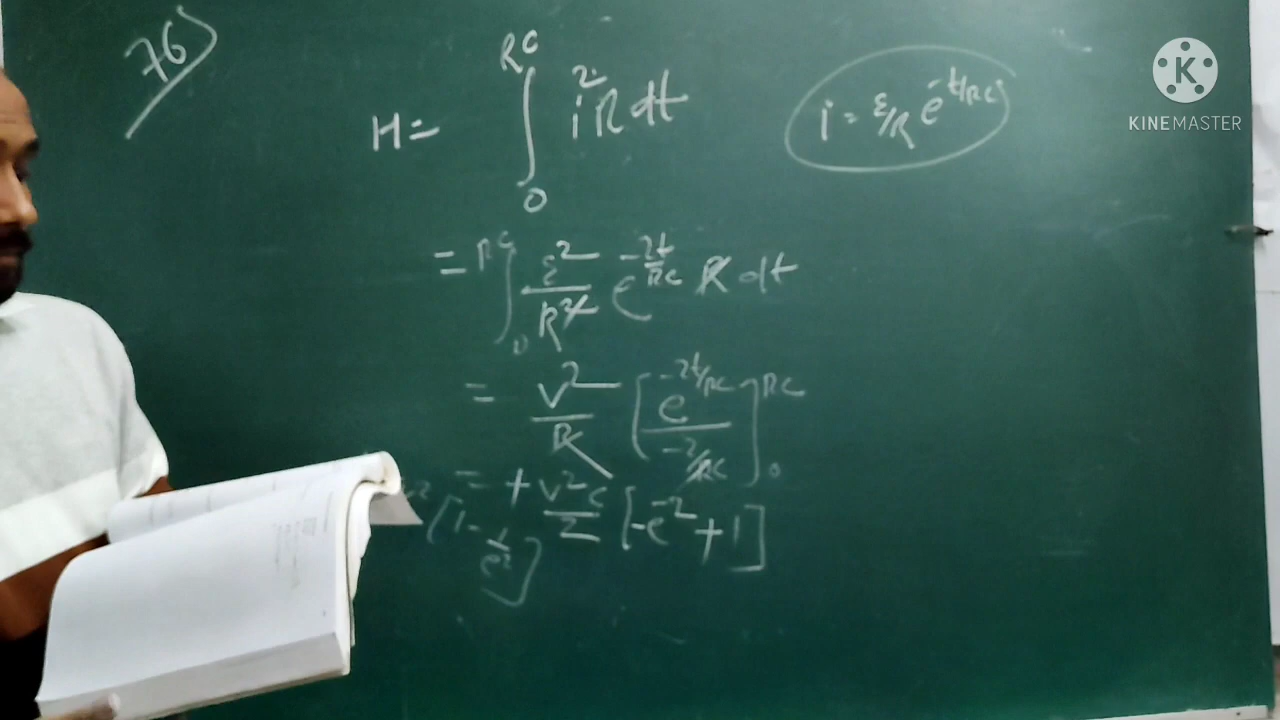 76)
H = ∫₀^RC i² R dt
i = ε/R e^-t/RC
= ∫₀^RC ε²/R² e^-2t/RC R dt
= V²/R [e^-2t/RC / -2/RC]₀^RC
= + V²C/2 [-e^-2 + 1]
[1 - 1/e²]
K
KINEMASTER